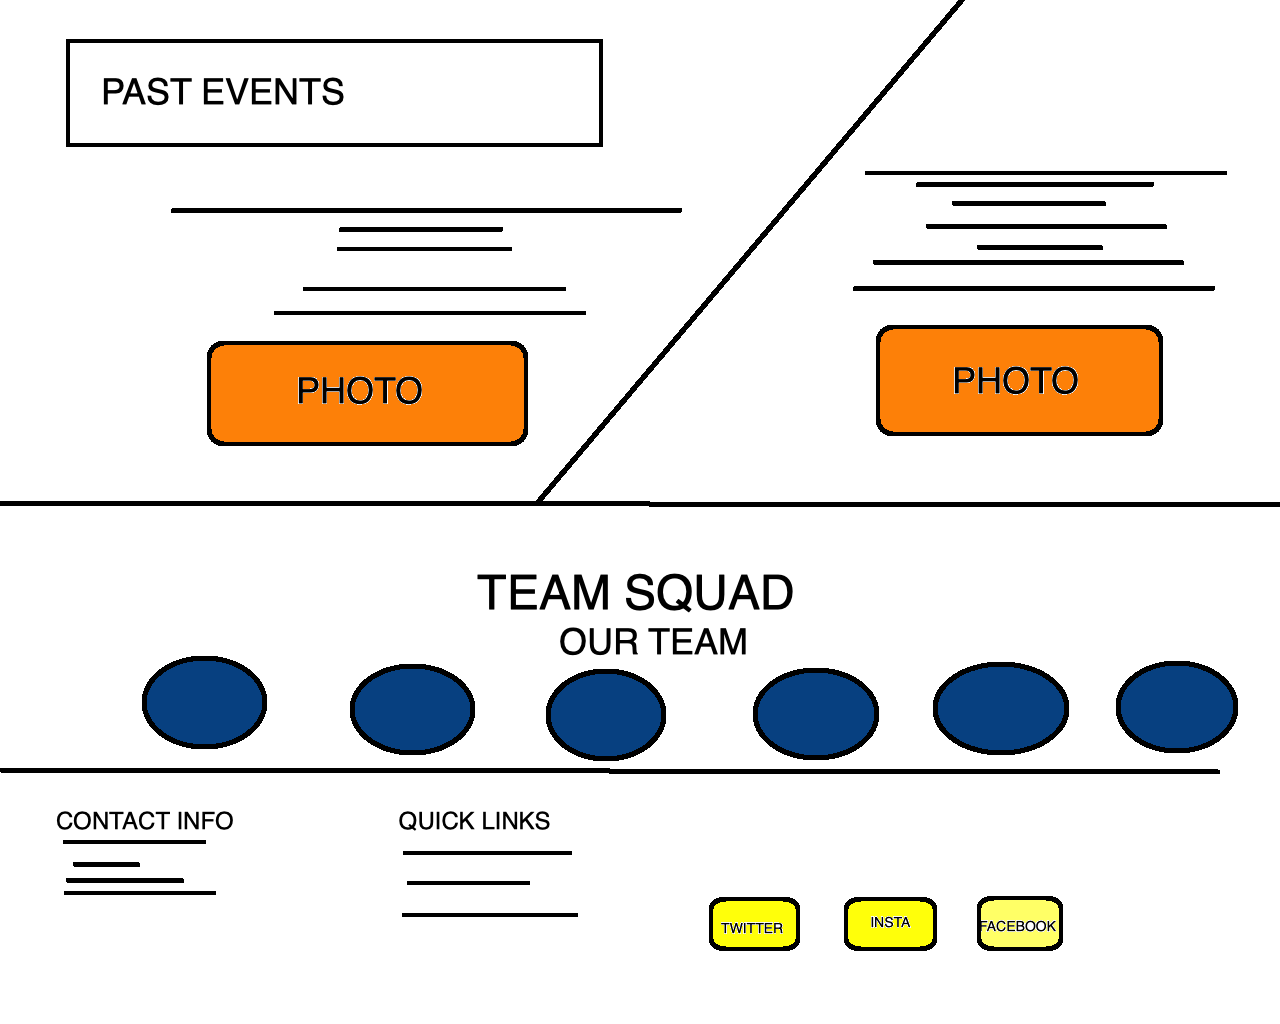 PAST EVENTS
PHOTO
PHOTO
TEAM SQUAD
OUR TEAM
CONTACT INFO
QUICK LINKS
TWITTER
INSTA
FACEBOOK